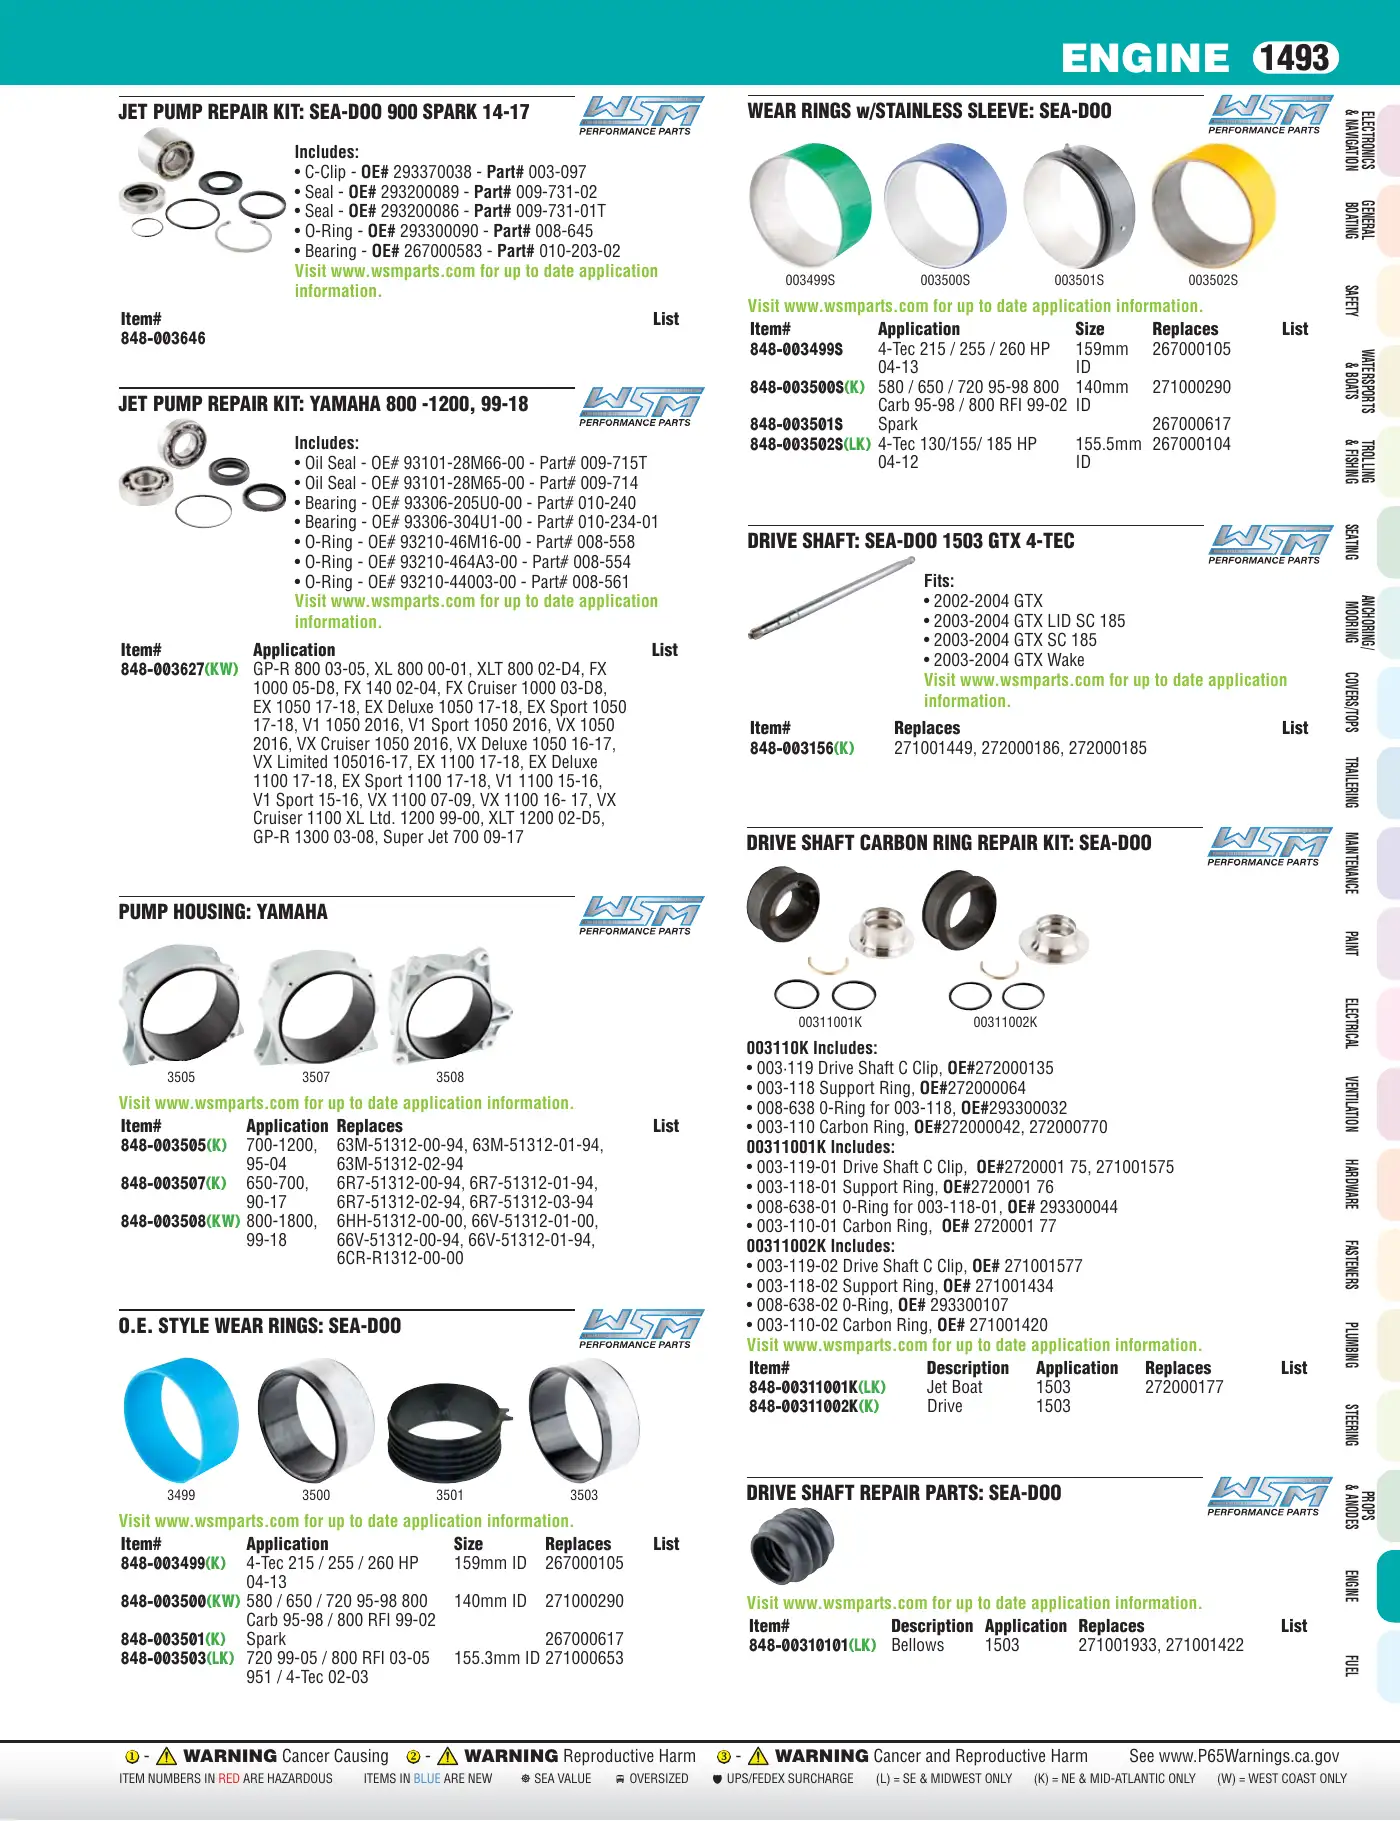 ENGINE 1493
JET PUMP REPAIR KIT: SEA-DOO 900 SPARK 14-17
WSM
PERFORMANCE PARTS
Includes:
• C-Clip - OE# 293370038 - Part# 003-097
• Seal - OE# 293200089 - Part# 009-731-02
• Seal - OE# 293200086 - Part# 009-731-01T
• O-Ring - OE# 293300090 - Part# 008-645
• Bearing - OE# 267000583 - Part# 010-203-02
Visit www.wsmparts.com for up to date application
information.
Item# List
848-003646
JET PUMP REPAIR KIT: YAMAHA 800 -1200, 99-18
WSM
PERFORMANCE PARTS
Includes:
• Oil Seal - OE# 93101-28M66-00 - Part# 009-715T
• Oil Seal - OE# 93101-28M65-00 - Part# 009-714
• Bearing - OE# 93306-205U0-00 - Part# 010-240
• Bearing - OE# 93306-304U1-00 - Part# 010-234-01
• O-Ring - OE# 93210-46M16-00 - Part# 008-558
• O-Ring - OE# 93210-464A3-00 - Part# 008-554
• O-Ring - OE# 93210-44003-00 - Part# 008-561
Visit www.wsmparts.com for up to date application
information.
Item# Application List
848-003627(KW) GP-R 800 03-05, XL 800 00-01, XLT 800 02-D4, FX
1000 05-D8, FX 140 02-04, FX Cruiser 1000 03-D8,
EX 1050 17-18, EX Deluxe 1050 17-18, EX Sport 1050
17-18, V1 1050 2016, V1 Sport 1050 2016, VX 1050
2016, VX Cruiser 1050 2016, VX Deluxe 1050 16-17,
VX Limited 105016-17, EX 1100 17-18, EX Deluxe
1100 17-18, EX Sport 1100 17-18, V1 1100 15-16,
V1 Sport 15-16, VX 1100 07-09, VX 1100 16- 17, VX
Cruiser 1100 XL Ltd. 1200 99-00, XLT 1200 02-D5,
GP-R 1300 03-08, Super Jet 700 09-17
PUMP HOUSING: YAMAHA
WSM
PERFORMANCE PARTS
3505 3507 3508
Visit www.wsmparts.com for up to date application information.
Item# Application Replaces List
848-003505(K) 700-1200, 63M-51312-00-94, 63M-51312-01-94,
95-04 63M-51312-02-94
848-003507(K) 650-700, 6R7-51312-00-94, 6R7-51312-01-94,
90-17 6R7-51312-02-94, 6R7-51312-03-94
848-003508(KW) 800-1800, 6HH-51312-00-00, 66V-51312-01-00,
99-18 66V-51312-00-94, 66V-51312-01-94,
6CR-R1312-00-00
O.E. STYLE WEAR RINGS: SEA-DOO
WSM
PERFORMANCE PARTS
3499 3500 3501 3503
Visit www.wsmparts.com for up to date application information.
Item# Application Size Replaces List
848-003499(K) 4-Tec 215 / 255 / 260 HP 159mm ID 267000105
04-13
848-003500(KW) 580 / 650 / 720 95-98 800 140mm ID 271000290
Carb 95-98 / 800 RFI 99-02
848-003501(K) Spark 267000617
848-003503(LK) 720 99-05 / 800 RFI 03-05 155.3mm ID 271000653
951 / 4-Tec 02-03
WEAR RINGS w/STAINLESS SLEEVE: SEA-DOO
WSM
PERFORMANCE PARTS
003499S 003500S 003501S 003502S
Visit www.wsmparts.com for up to date application information.
Item# Application Size Replaces List
848-003499S 4-Tec 215 / 255 / 260 HP 159mm 267000105
04-13 ID
848-003500S(K) 580 / 650 / 720 95-98 800 140mm 271000290
Carb 95-98 / 800 RFI 99-02 ID
848-003501S Spark 267000617
848-003502S(LK) 4-Tec 130/155/ 185 HP 155.5mm 267000104
04-12 ID
DRIVE SHAFT: SEA-DOO 1503 GTX 4-TEC
WSM
PERFORMANCE PARTS
Fits:
• 2002-2004 GTX
• 2003-2004 GTX LID SC 185
• 2003-2004 GTX SC 185
• 2003-2004 GTX Wake
Visit www.wsmparts.com for up to date application
information.
Item# Replaces List
848-003156(K) 271001449, 272000186, 272000185
DRIVE SHAFT CARBON RING REPAIR KIT: SEA-DOO
WSM
PERFORMANCE PARTS
00311001K 00311002K
003110K Includes:
• 003·119 Drive Shaft C Clip, OE#272000135
• 003-118 Support Ring, OE#272000064
• 008-638 0-Ring for 003-118, OE#293300032
• 003-110 Carbon Ring, OE#272000042, 272000770
00311001K Includes:
• 003-119-01 Drive Shaft C Clip, OE#2720001 75, 271001575
• 003-118-01 Support Ring, OE#2720001 76
• 008-638-01 0-Ring for 003-118-01, OE# 293300044
• 003-110-01 Carbon Ring, OE# 2720001 77
00311002K Includes:
• 003-119-02 Drive Shaft C Clip, OE# 271001577
• 003-118-02 Support Ring, OE# 271001434
• 008-638-02 0-Ring, OE# 293300107
• 003-110-02 Carbon Ring, OE# 271001420
Visit www.wsmparts.com for up to date application information.
Item# Description Application Replaces List
848-00311001K(LK) Jet Boat 1503 272000177
848-00311002K(K) Drive 1503
DRIVE SHAFT REPAIR PARTS: SEA-DOO
WSM
PERFORMANCE PARTS
Visit www.wsmparts.com for up to date application information.
Item# Description Application Replaces List
848-00310101(LK) Bellows 1503 271001933, 271001422
ELECTRONICS
& NAVIGATION
GENERAL
BOATING
SAFETY
WATERSPORTS
& BOATS
TROLLING
& FISHING
SEATING
ANCHORING/
MOORING
COVERS/TOPS
TRAILERING
MAINTENANCE
PAINT
ELECTRICAL
VENTILATION
HARDWARE
FASTENERS
PLUMBING
STEERING
PROPS
& ANODES
ENGINE
FUEL
1 - WARNING Cancer Causing 2 - WARNING Reproductive Harm 3 - WARNING Cancer and Reproductive Harm See www.P65Warnings.ca.gov
ITEM NUMBERS IN RED ARE HAZARDOUS ITEMS IN BLUE ARE NEW SEA VALUE OVERSIZED UPS/FEDEX SURCHARGE (L) = SE & MIDWEST ONLY (K) = NE & MID-ATLANTIC ONLY (W) = WEST COAST ONLY